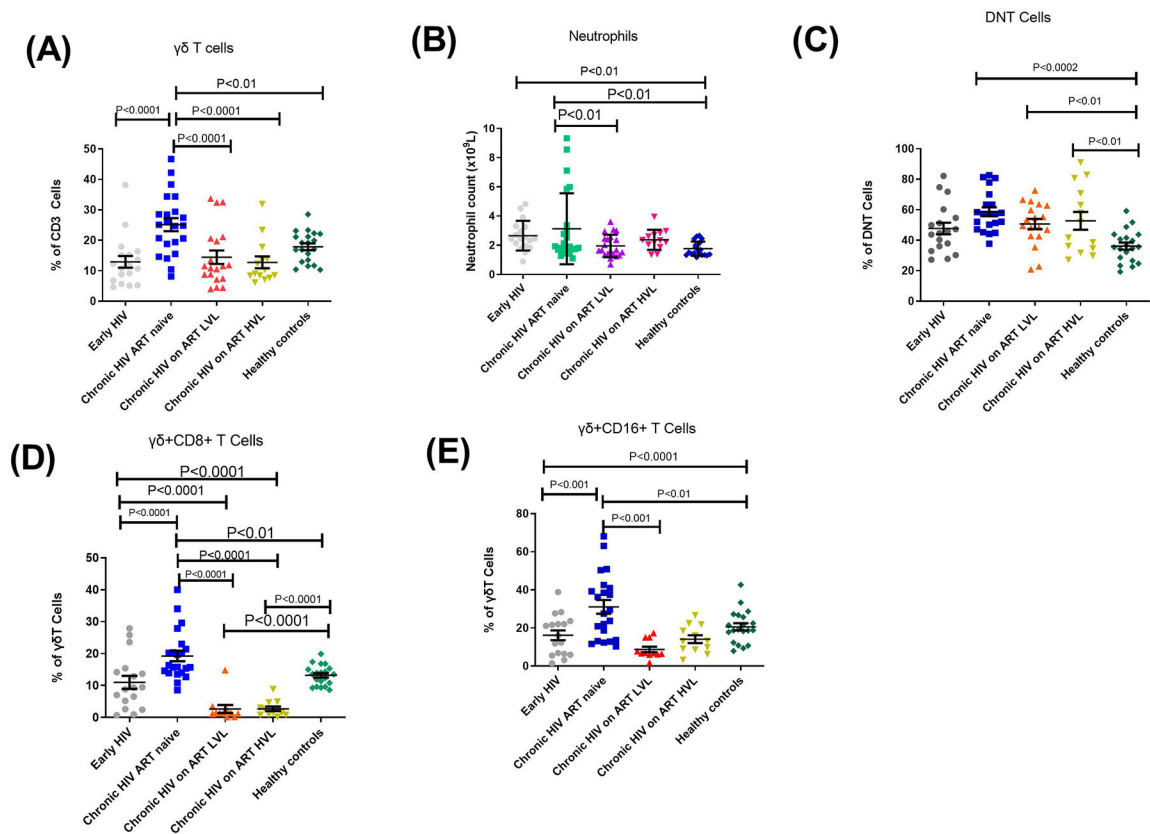 (A)
γδ T cells
P<0.01
P<0.0001
P<0.0001
P<0.0001
% of CD3 Cells
50
40
30
20
10
0
Early HIV
Chronic HIV ART naive
Chronic HIV on ART LVL
Chronic HIV on ART HVL
Healthy controls
(B)
Neutrophils
P<0.01
P<0.01
P<0.01
Neutrophil count (x10⁹L)
10
8
6
4
2
0
Early HIV
Chronic HIV ART naive
Chronic HIV on ART LVL
Chronic HIV on ART HVL
Healthy controls
(C)
DNT Cells
P<0.0002
P<0.01
P<0.01
% of DNT Cells
100
80
60
40
20
0
Early HIV
Chronic HIV ART naive
Chronic HIV on ART LVL
Chronic HIV on ART HVL
Healthy controls
(D)
γδ+CD8+ T Cells
P<0.0001
P<0.0001
P<0.0001
P<0.01
P<0.0001
P<0.0001
P<0.0001
P<0.0001
% of γδT Cells
50
40
30
20
10
0
Early HIV
Chronic HIV ART naive
Chronic HIV on ART LVL
Chronic HIV on ART HVL
Healthy controls
(E)
γδ+CD16+ T Cells
P<0.0001
P<0.001
P<0.01
P<0.001
% of γδT Cells
80
60
40
20
0
Early HIV
Chronic HIV ART naive
Chronic HIV on ART LVL
Chronic HIV on ART HVL
Healthy controls